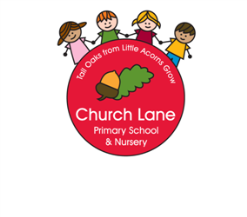 Tall Oaks from Little Acorns Grow
Church Lane
Primary School
& Nursery